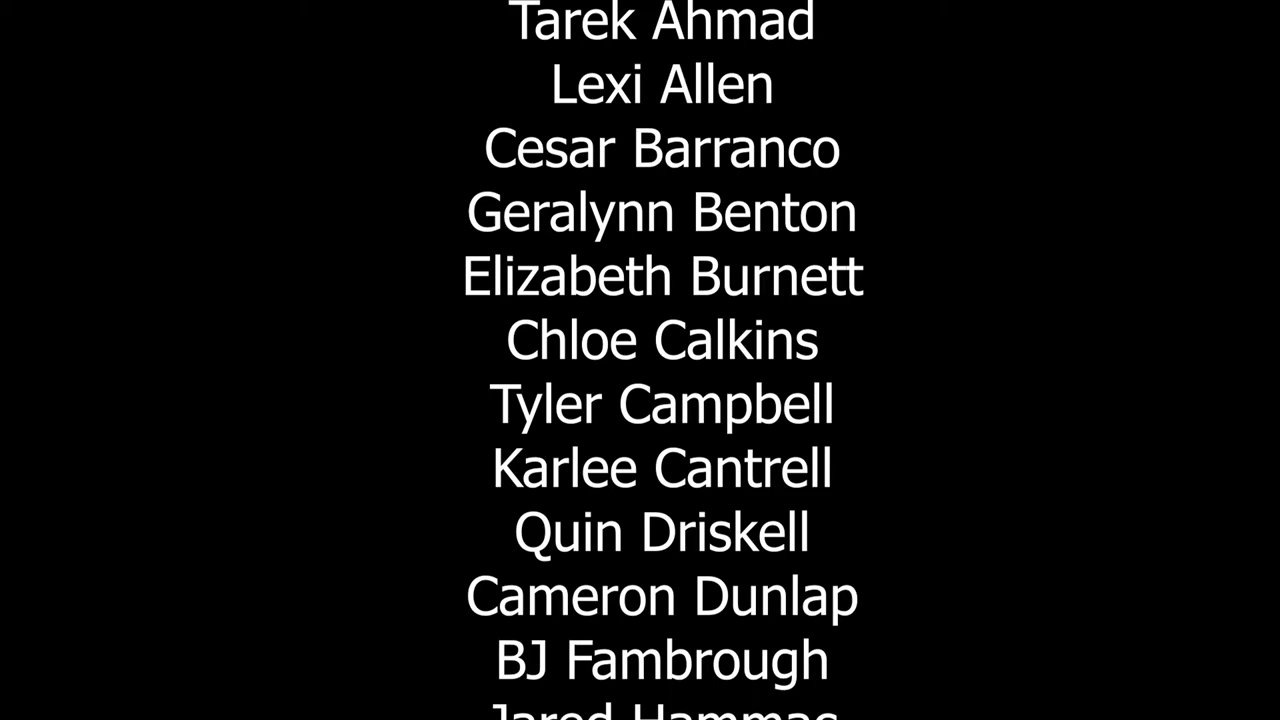 Tarek Ahmad
Lexi Allen
Cesar Barranco
Geralynn Benton
Elizabeth Burnett
Chloe Calkins
Tyler Campbell
Karlee Cantrell
Quin Driskell
Cameron Dunlap
BJ Fambrough
Jared